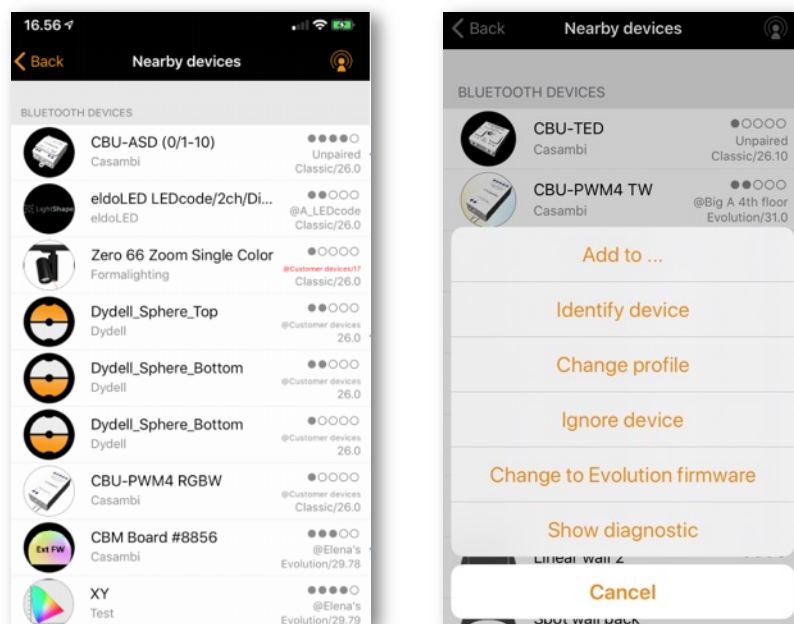 16.56
Back
Nearby devices
BLUETOOTH DEVICES
CBU-ASD (0/1-10)
Casambi
Unpaired
Classic/26.0
eldoLED LEDcode/2ch/Di...
eldoLED
@A_LEDcode
Classic/26.0
LightShape
Zero 66 Zoom Single Color
Formalighting
@Customer devices/17
Classic/26.0
Dydell_Sphere_Top
Dydell
@Customer devices
26.0
Dydell_Sphere_Bottom
Dydell
@Customer devices
26.0
Dydell_Sphere_Bottom
Dydell
@Customer devices
26.0
CBU-PWM4 RGBW
Casambi
@Customer devices
Classic/26.0
Ext FW
CBM Board #8856
Casambi
@Elena's
Evolution/29.78
XY
Test
@Elena's
Evolution/29.79
Back
Nearby devices
BLUETOOTH DEVICES
CBU-TED
Casambi
Unpaired
Classic/26.10
CBU-PWM4 TW
Casambi
@Big A 4th floor
Evolution/31.0
Add to ...
Identify device
Change profile
Ignore device
Change to Evolution firmware
Show diagnostic
Linear wall 2
Cancel
Spot wall pack